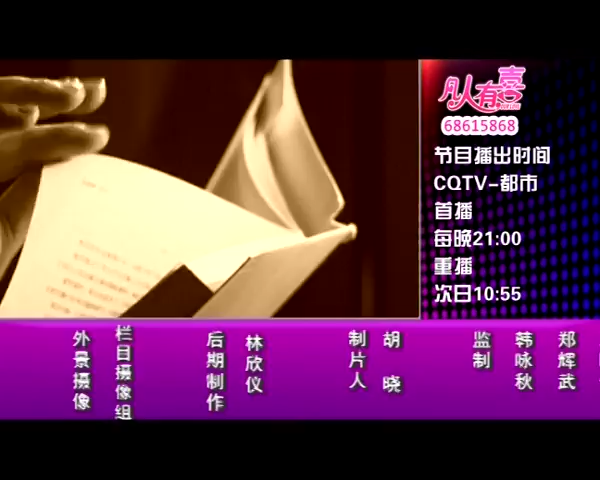 凡人有喜
68615868
节目播出时间
CQTV-都市
首播
每晚21:00
重播
次日10:55
外景摄像
栏目摄像组
后期制作
林欣仪
制片人
胡 晓
监制
韩咏秋
郑辉武